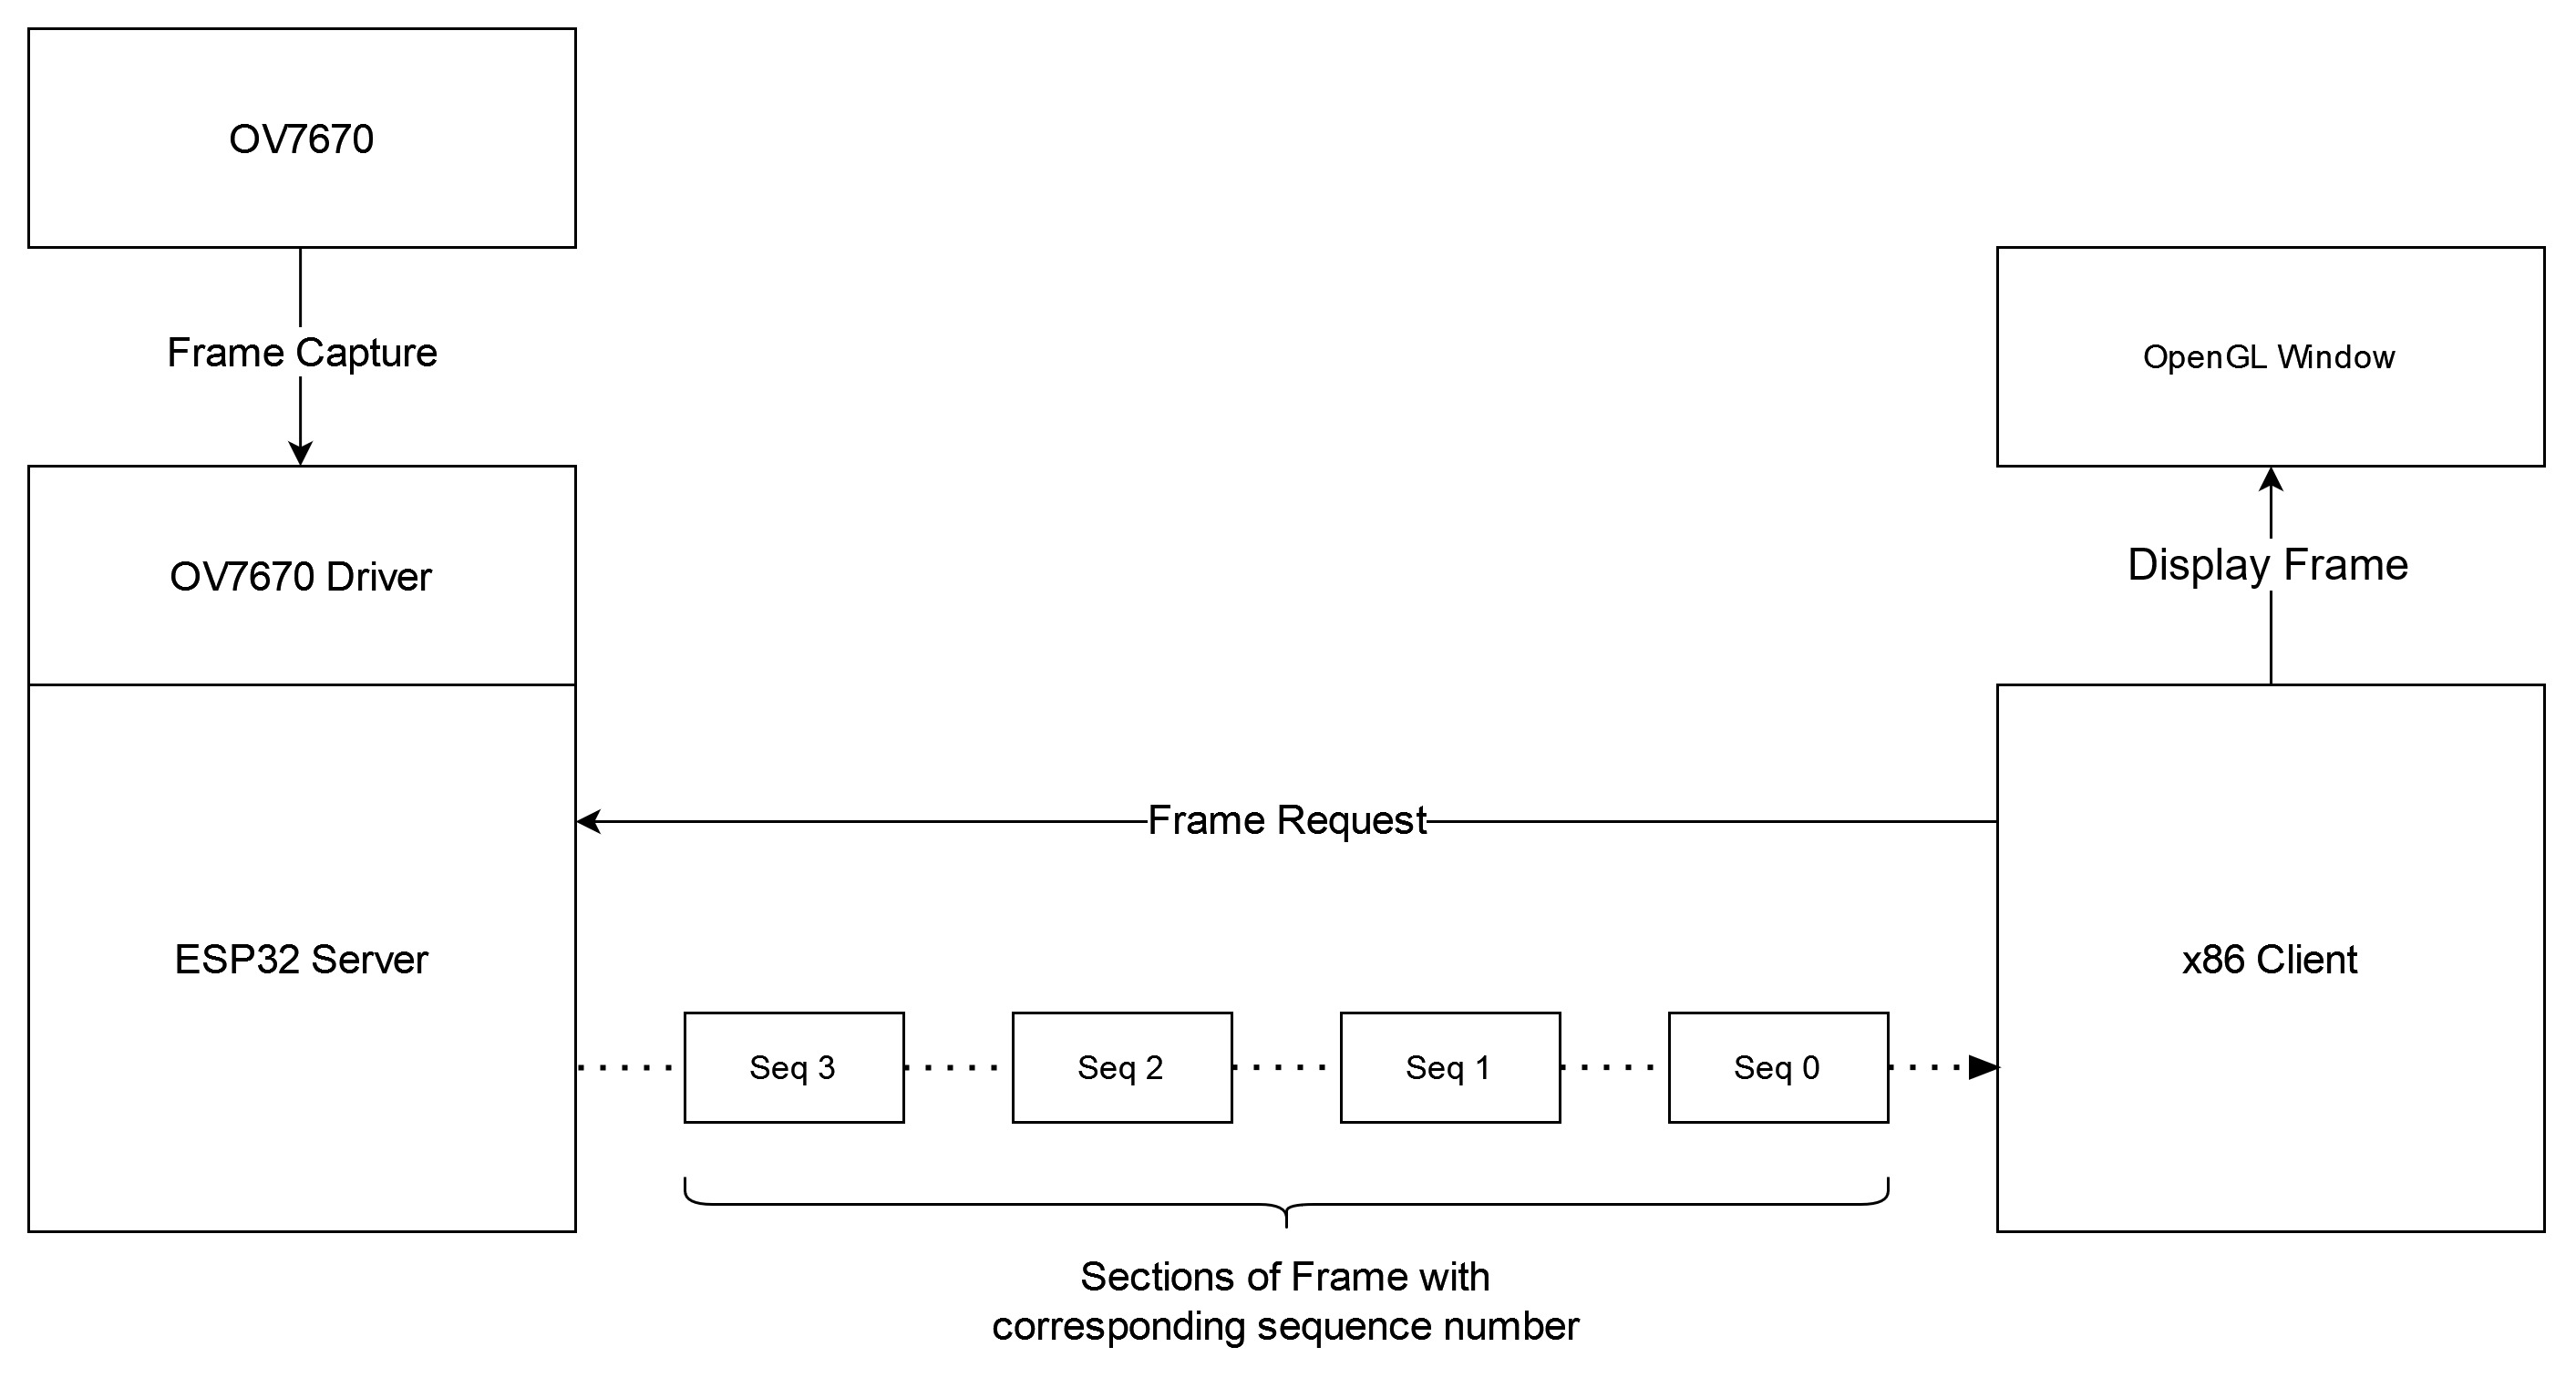 OV7670
Frame Capture
OpenGL Window
OV7670 Driver
Display Frame
Frame Request
ESP32 Server
x86 Client
Seq 3
Seq 2
Seq 1
Seq 0
Sections of Frame with
corresponding sequence number